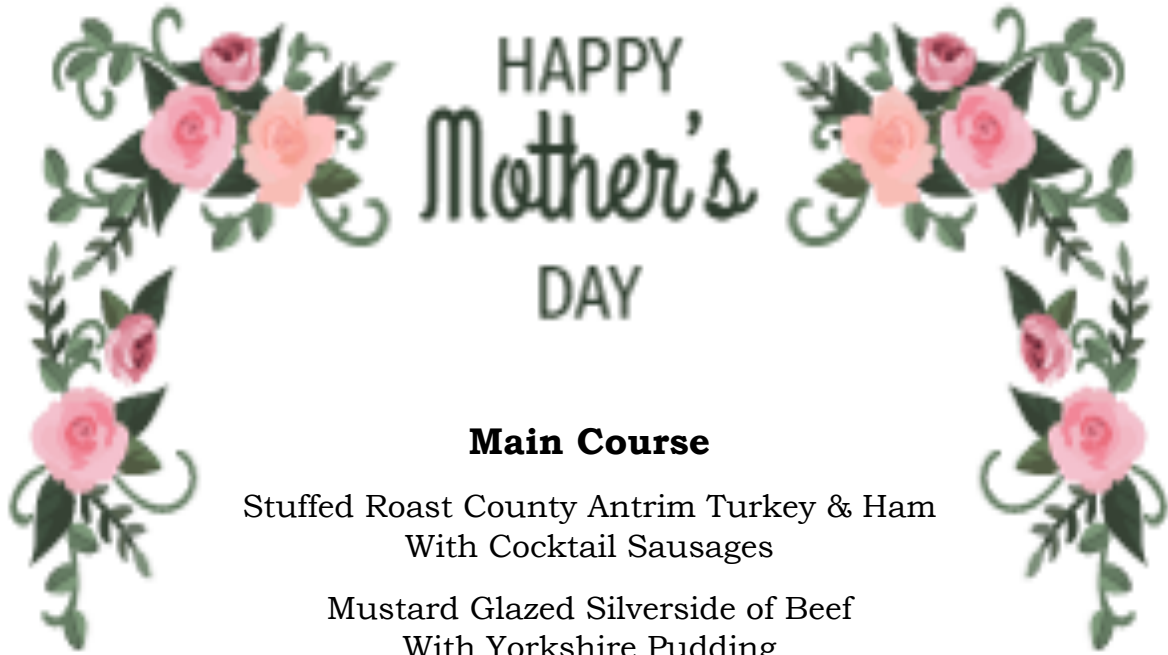 HAPPY
Mother's
DAY
Main Course
Stuffed Roast County Antrim Turkey & Ham
With Cocktail Sausages
Mustard Glazed Silverside of Beef
With Yorkshire Pudding